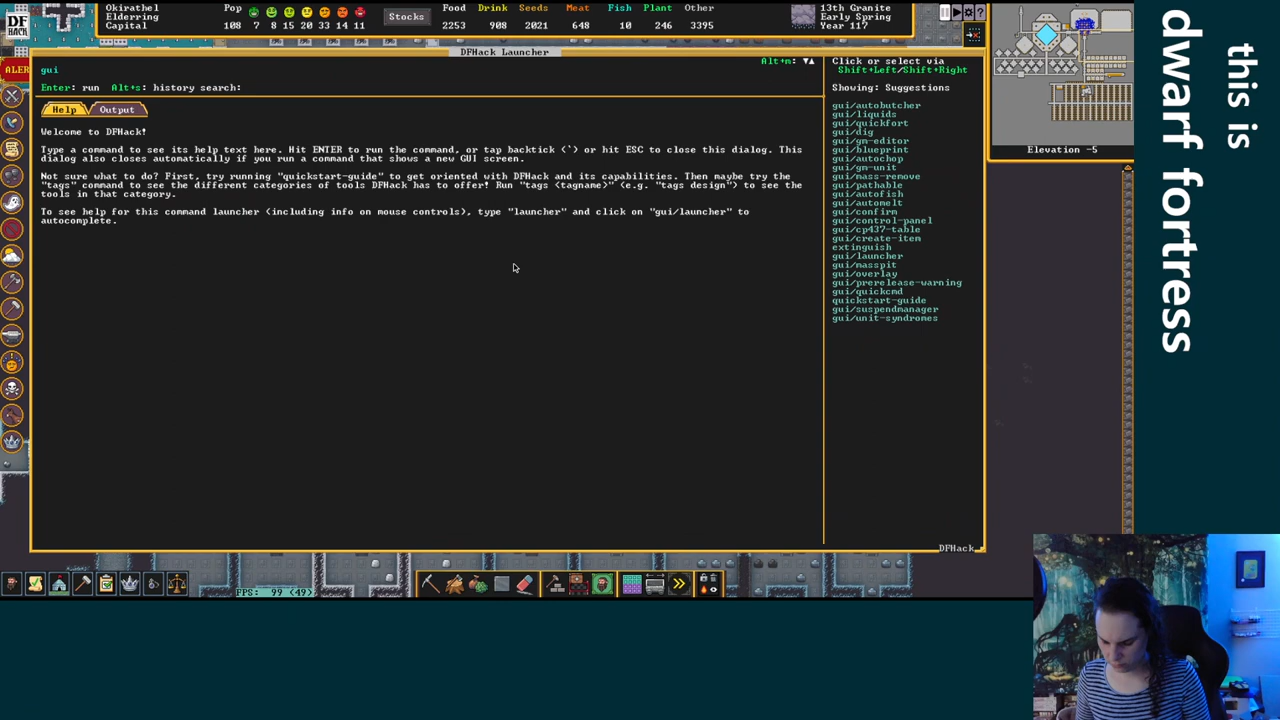 DF
HACK
Okirathel
Elderring
Capital
Pop
108 7 8 15 20 33 14 11
Stocks
Food Drink Seeds Meat Fish Plant Other
2253 908 2021 648 10 246 3395
13th Granite
Early Spring
Year 117
ALER
DFHack Launcher
Alt+m:
gui
Enter: run Alt+s: history search:
Help Output
Welcome to DFHack!
Type a command to see its help text here. Hit ENTER to run the command, or tap backtick (`) or hit ESC to close this dialog. This
dialog also closes automatically if you run a command that shows a new GUI screen.
Not sure what to do? First, try running "quickstart-guide" to get oriented with DFHack and its capabilities. Then maybe try the
"tags" command to see the different categories of tools DFHack has to offer! Run "tags <tagname>" (e.g. "tags design") to see the
tools in that category.
To see help for this command launcher (including info on mouse controls), type "launcher" and click on "gui/launcher" to
autocomplete.
Click or select via
Shift+Left/Shift+Right
Showing: Suggestions
gui/autobutcher
gui/liquids
gui/quickfort
gui/dig
gui/gm-editor
gui/blueprint
gui/autochop
gui/gm-unit
gui/mass-remove
gui/pathable
gui/autofish
gui/automelt
gui/confirm
gui/control-panel
gui/cp437-table
gui/create-item
extinguish
gui/launcher
gui/masspit
gui/overlay
gui/prerelease-warning
gui/quickcmd
quickstart-guide
gui/suspendmanager
gui/unit-syndromes
DFHack
Elevation -5
FPS: 99 (49)
this is
dwarf fortress